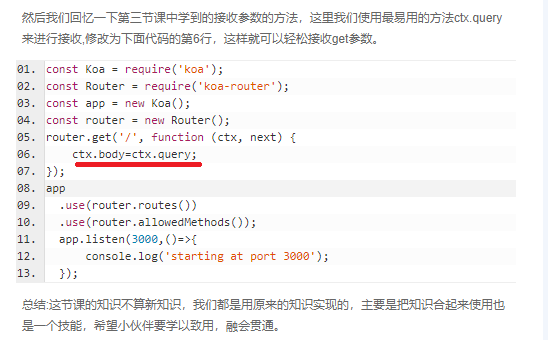 然后我们回忆一下第三节课中学到的接收参数的方法，这里我们使用最易用的方法ctx.query
来进行接收,修改为下面代码的第6行，这样就可以轻松接收get参数。
01. const Koa = require('koa');
02. const Router = require('koa-router');
03. const app = new Koa();
04. const router = new Router();
05. router.get('/', function (ctx, next) {
06.     ctx.body=ctx.query;
07. });
08. app
09.   .use(router.routes())
10.   .use(router.allowedMethods());
11.   app.listen(3000,()=>{
12.       console.log('starting at port 3000');
13.   });
总结:这节课的知识不算新知识，我们都是用原来的知识实现的，主要是把知识合起来使用也
是一个技能，希望小伙伴要学以致用，融会贯通。